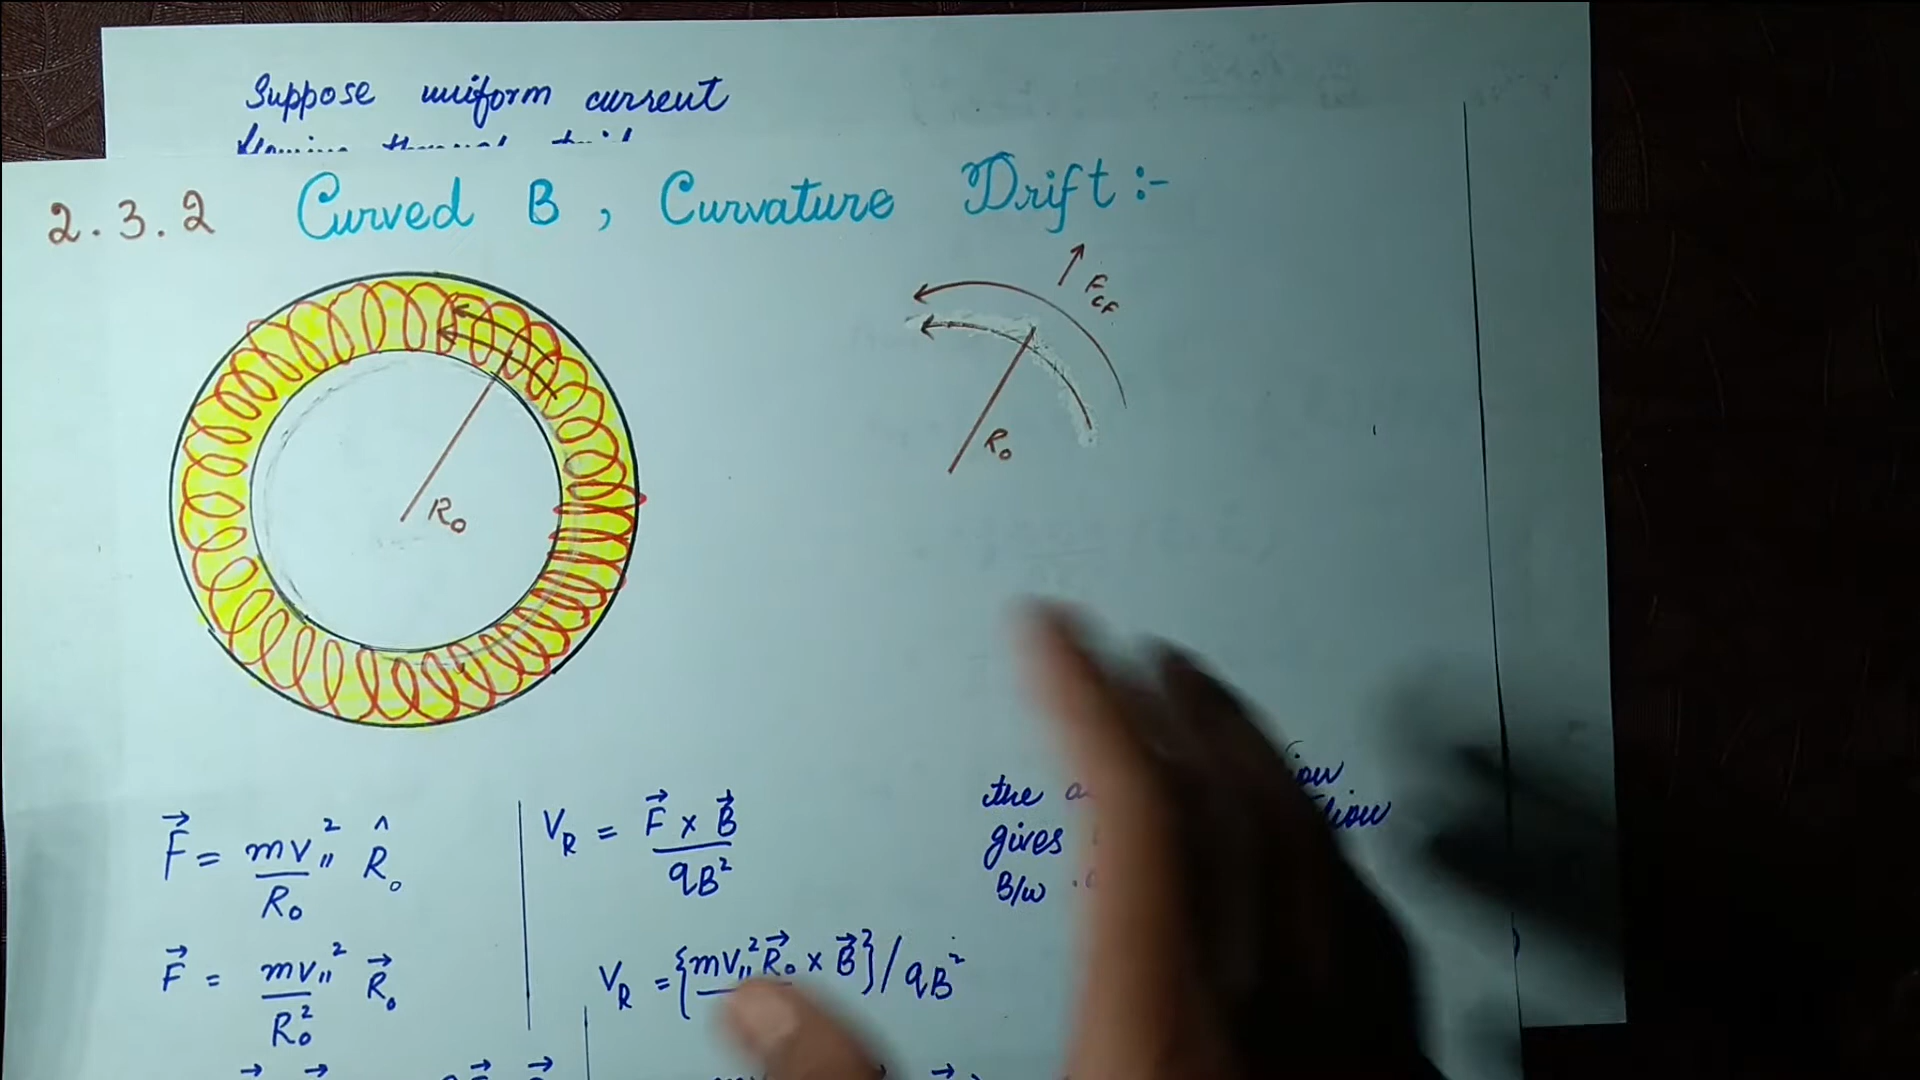 Suppose uniform current
2.3.2 Curved B, Curvature Drift:-
F_CF
R₀
R₀
F⃗ = mv∥² / R₀ R̂₀
V_R = F⃗ × B⃗ / qB²
the
gives
B/w
F⃗ = mv∥² / R₀² R⃗₀
V_R = {mv∥² R⃗₀ × B⃗} / qB²